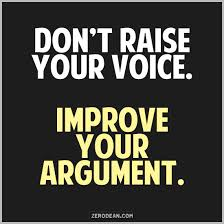 DON'T RAISE
YOUR VOICE.
IMPROVE
YOUR
ARGUMENT.
ZERODEAN.COM